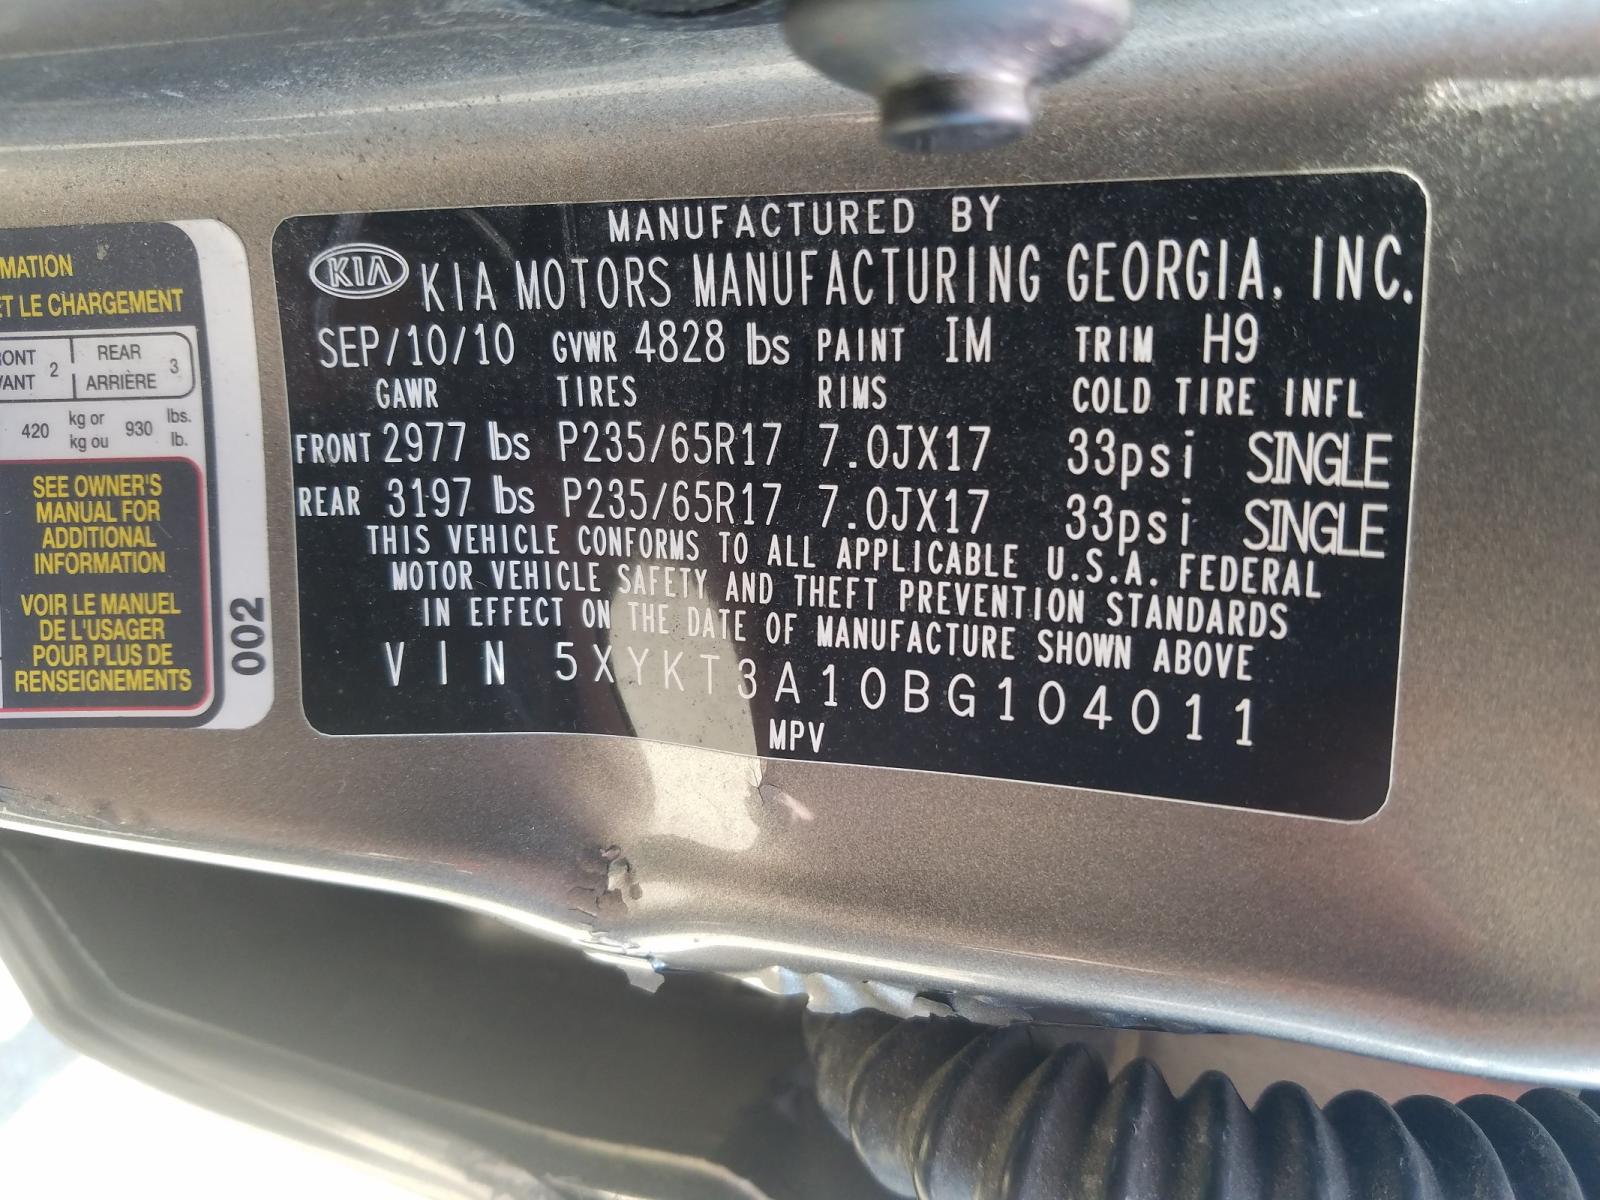 MATION
ET LE CHARGEMENT
REAR
2
ARRIÈRE
3
420 kg or kg ou 930 lbs. lb.
SEE OWNER'S
MANUAL FOR
ADDITIONAL
INFORMATION
VOIR LE MANUEL
DE L'USAGER
POUR PLUS DE
RENSEIGNEMENTS
002
MANUFACTURED BY
KIA KIA MOTORS MANUFACTURING GEORGIA, INC.
SEP/10/10 GVWR 4828 lbs PAINT IM TRIM H9
GAWR TIRES RIMS COLD TIRE INFL
FRONT 2977 lbs P235/65R17 7.0JX17 33psi SINGLE
REAR 3197 lbs P235/65R17 7.0JX17 33psi SINGLE
THIS VEHICLE CONFORMS TO ALL APPLICABLE U.S.A. FEDERAL
MOTOR VEHICLE SAFETY AND THEFT PREVENTION STANDARDS
IN EFFECT ON THE DATE OF MANUFACTURE SHOWN ABOVE
VIN 5XYKT3A10BG104011
MPV